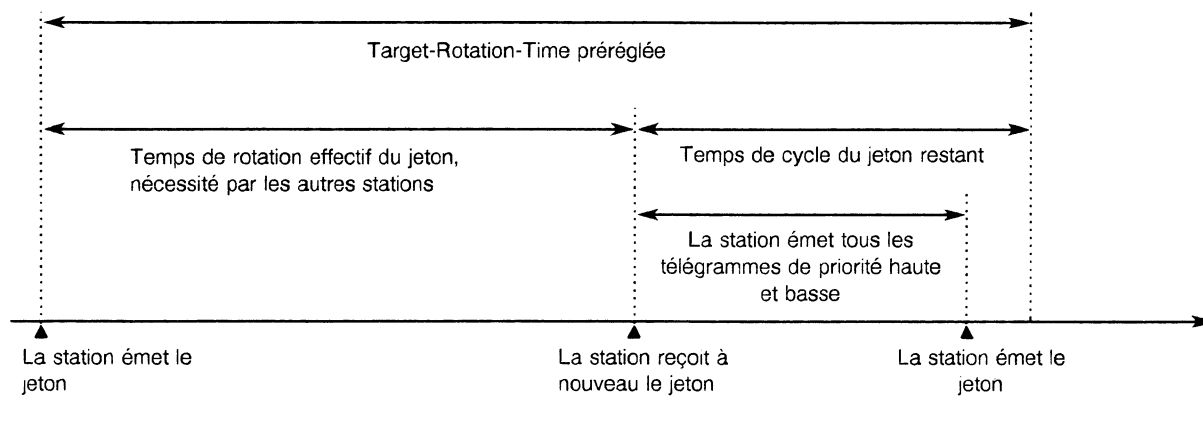 Target-Rotation-Time préréglée
Temps de rotation effectif du jeton,
nécessité par les autres stations
Temps de cycle du jeton restant
La station émet tous les
télégrammes de priorité haute
et basse
La station émet le
jeton
La station reçoit à
nouveau le jeton
La station émet le
jeton